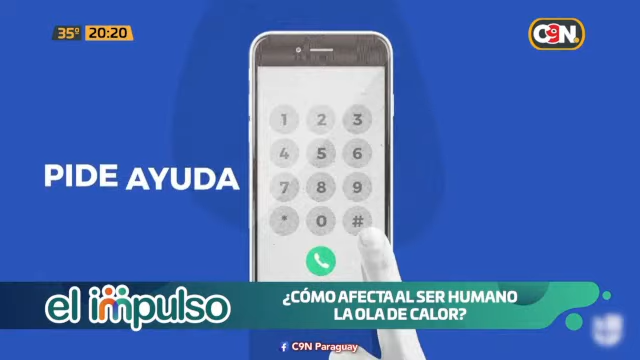 35º 20:20
C9N.
PIDE AYUDA
1 2 3
4 5 6
7 8 9
* 0 #
el impulso
¿CÓMO AFECTA AL SER HUMANO
LA OLA DE CALOR?
C9N Paraguay